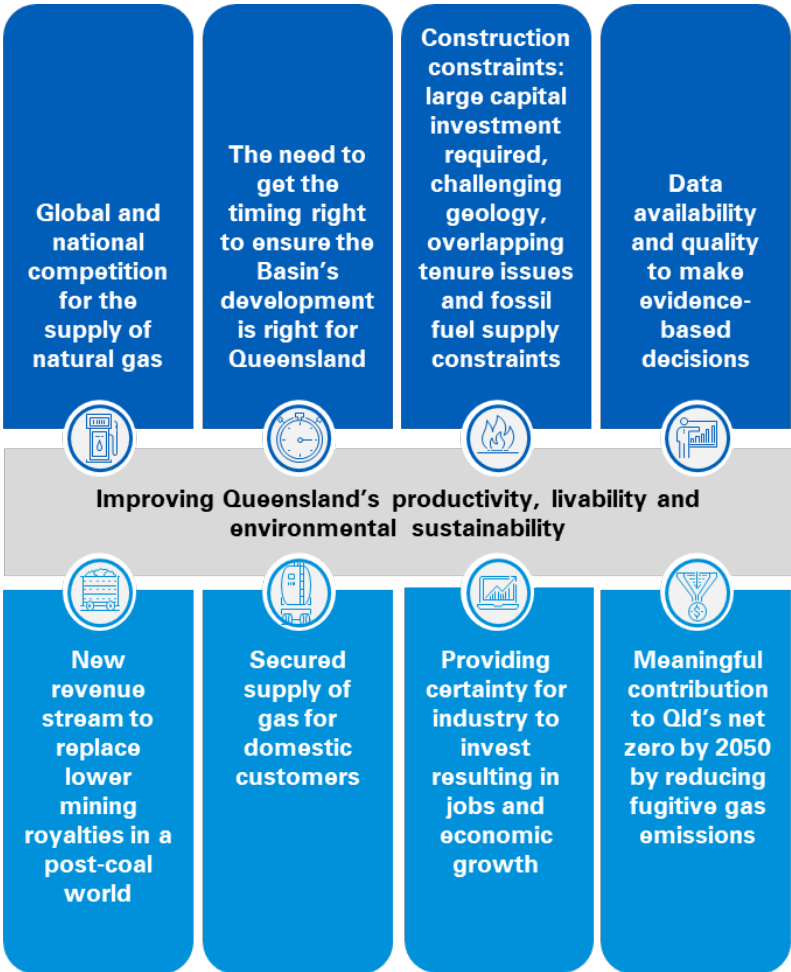 Global and
national
competition
for the
supply of
natural gas
The need to
get the
timing right
to ensure the
Basin's
development
is right for
Queensland
Construction
constraints:
large capital
investment
required,
challenging
geology,
overlapping
tenure issues
and fossil
fuel supply
constraints
Data
availability
and quality
to make
evidence-
based
decisions
Improving Queensland's productivity, livability and
environmental sustainability
New
revenue
stream to
replace
lower
mining
royalties in a
post-coal
world
Secured
supply of
gas for
domestic
customers
Providing
certainty for
industry to
invest
resulting in
jobs and
economic
growth
Meaningful
contribution
to Qld's net
zero by 2050
by reducing
fugitive gas
emissions